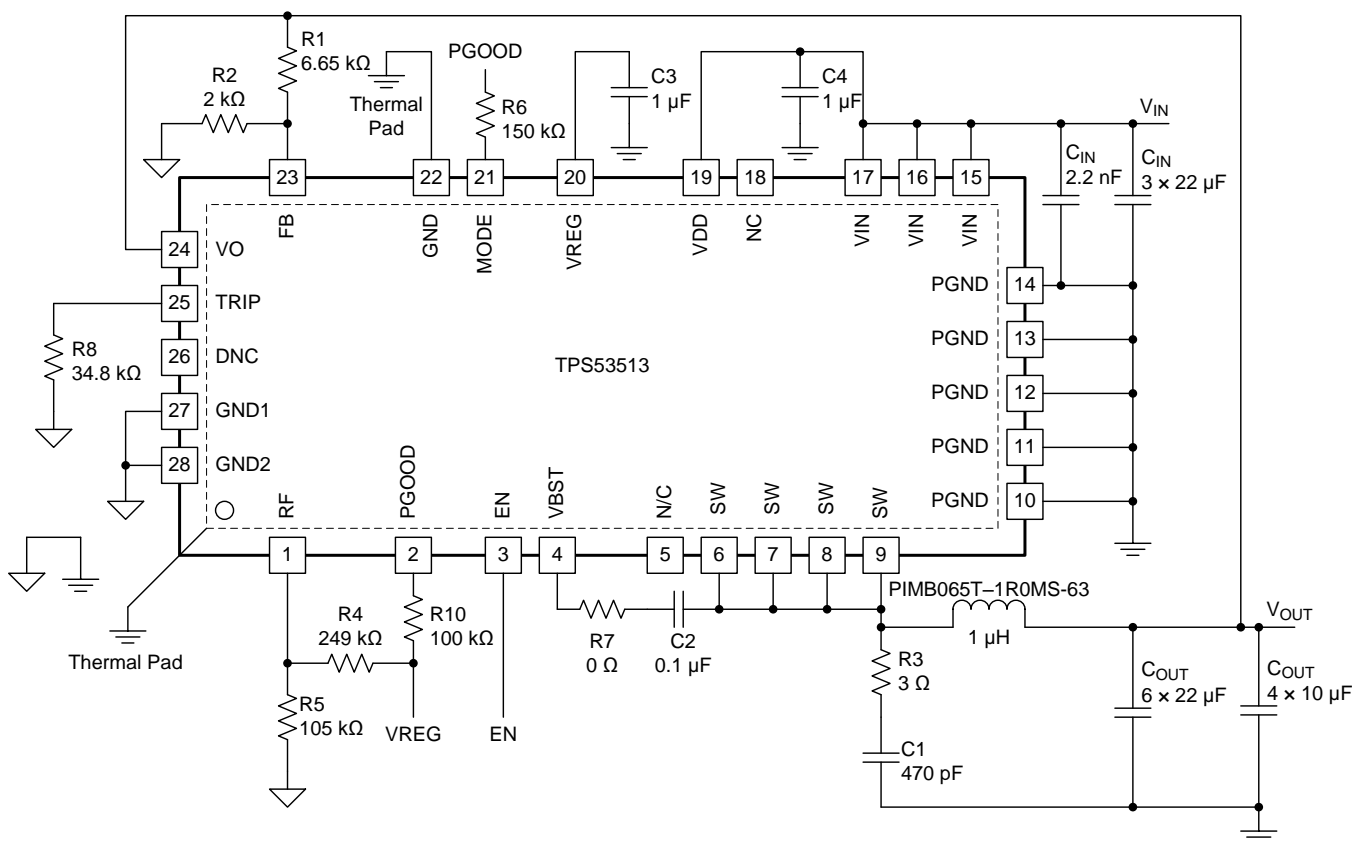 R1
6.65 kΩ
R2
2 kΩ
Thermal
Pad
PGOOD
R6
150 kΩ
C3
1 µF
C4
1 µF
VIN
CIN
2.2 nF
CIN
3 × 22 µF
23
22
21
20
19
18
17
16
15
FB
GND
MODE
VREG
VDD
NC
VIN
VIN
VIN
24
VO
25
TRIP
26
DNC
27
GND1
28
GND2
R8
34.8 kΩ
TPS53513
PGND
14
PGND
13
PGND
12
PGND
11
PGND
10
RF
PGOOD
EN
VBST
N/C
SW
SW
SW
SW
1
2
3
4
5
6
7
8
9
Thermal Pad
R4
249 kΩ
R10
100 kΩ
R5
105 kΩ
VREG
EN
R7
0 Ω
C2
0.1 µF
PIMB065T–1R0MS-63
1 µH
VOUT
R3
3 Ω
C1
470 pF
COUT
6 × 22 µF
COUT
4 × 10 µF